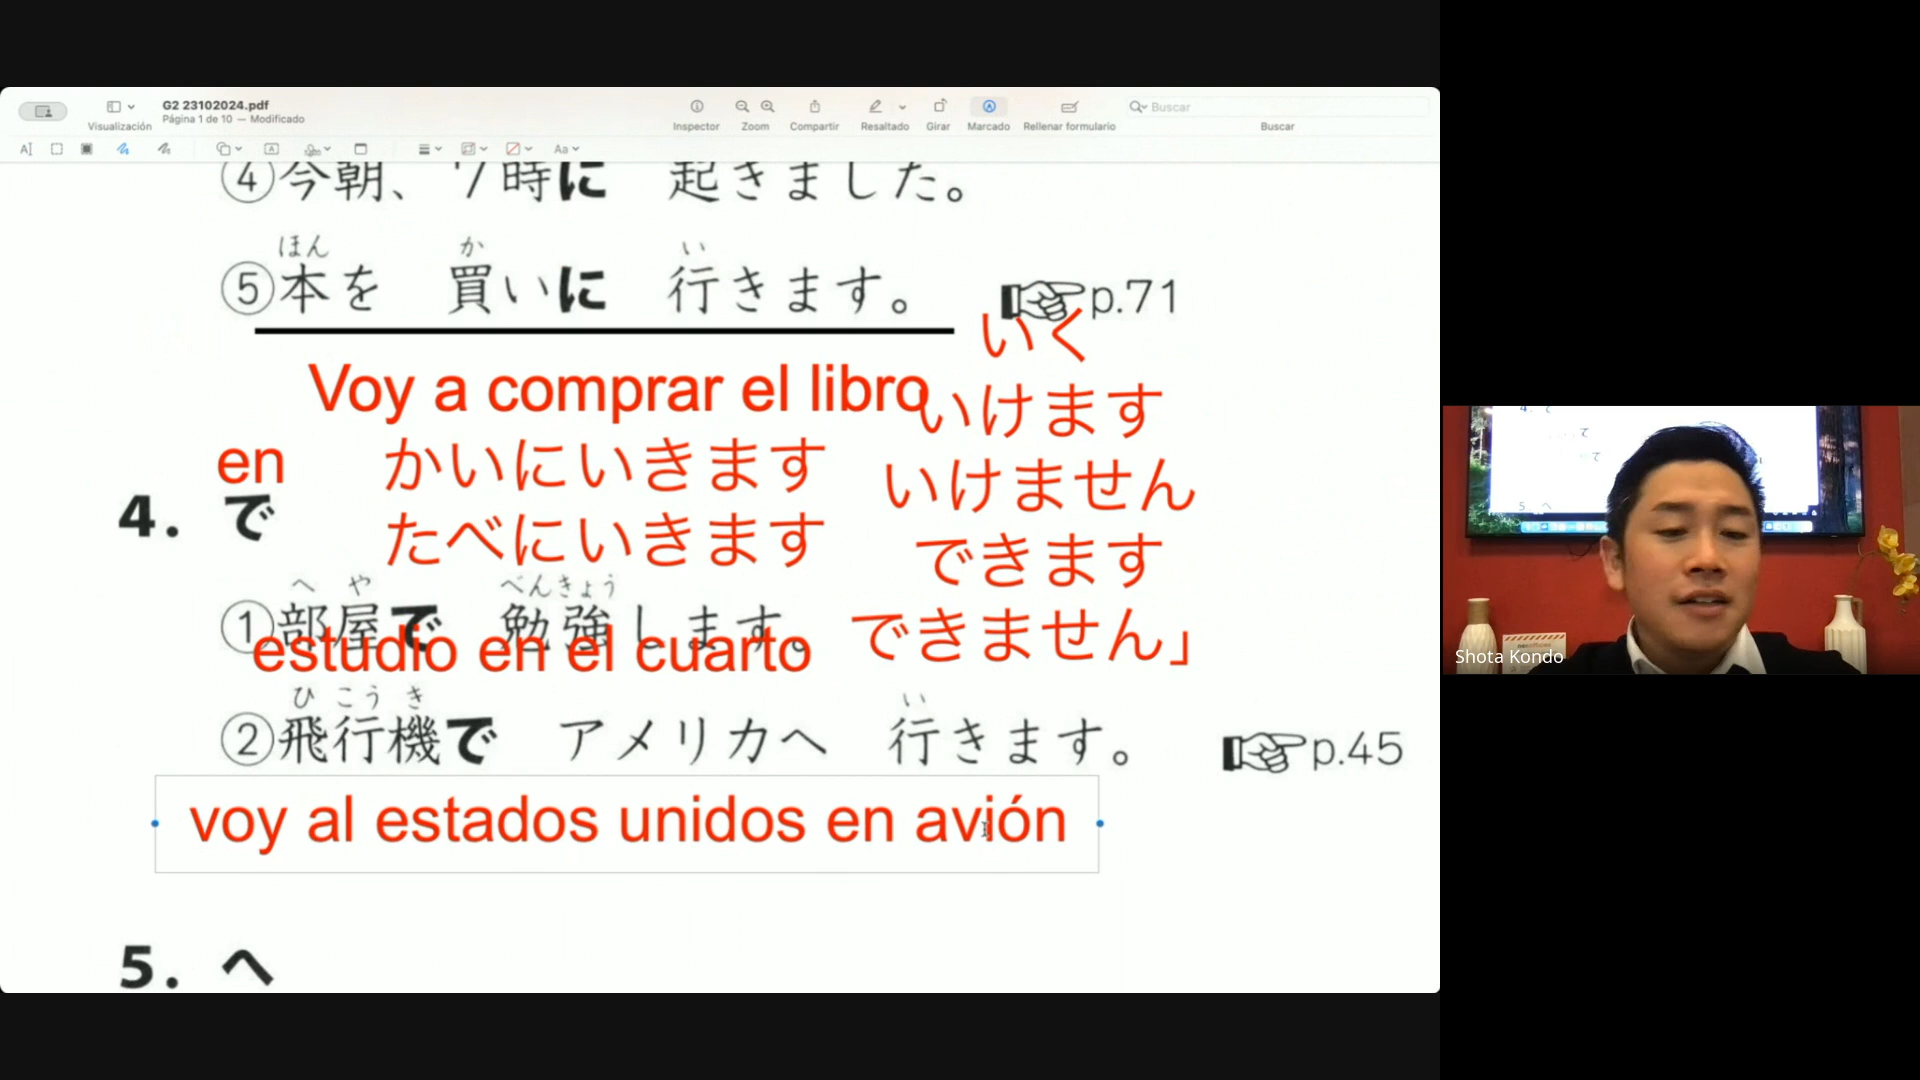 G2 23102024.pdf
Página 1 de 10 — Modificado
Visualización
Inspector
Zoom
Compartir
Resaltado
Girar
Marcado
Rellenar formulario
Buscar
Buscar
Aa
④今朝、7時に 起きました。
ほん か い
⑤本を 買いに 行きます。 p.71
いく
Voy a comprar el libro
いけます
en
かいにいきます
いけません
4. で
たべにいきます
できます
へ や べんきょう
①部屋で 勉強します。
できません」
estudio en el cuarto
ひ こう き い
②飛行機で アメリカへ 行きます。 p.45
voy al estados unidos en avión
5. へ
Shota Kondo